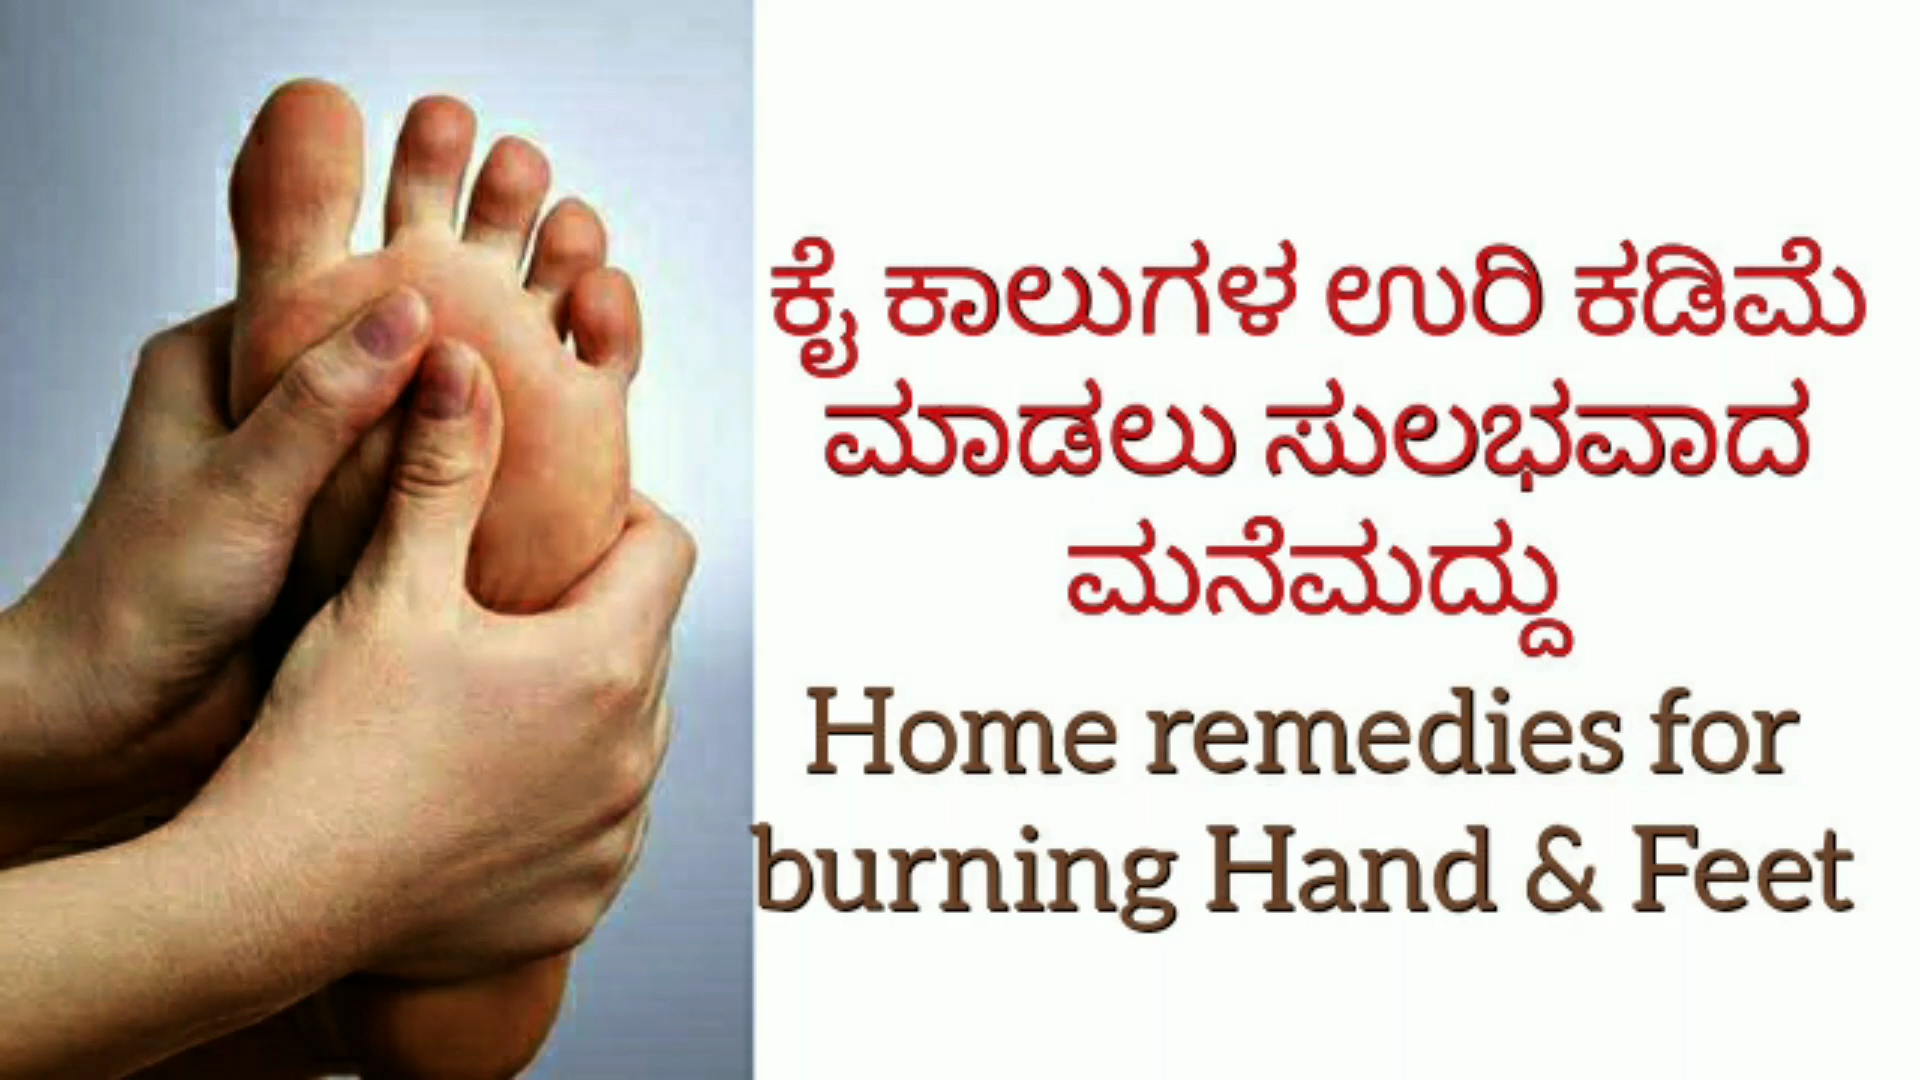 ಕೈ ಕಾಲುಗಳ ಉರಿ ಕಡಿಮೆ
ಮಾಡಲು ಸುಲಭವಾದ
ಮನೆಮದ್ದು
Home remedies for
burning Hand & Feet